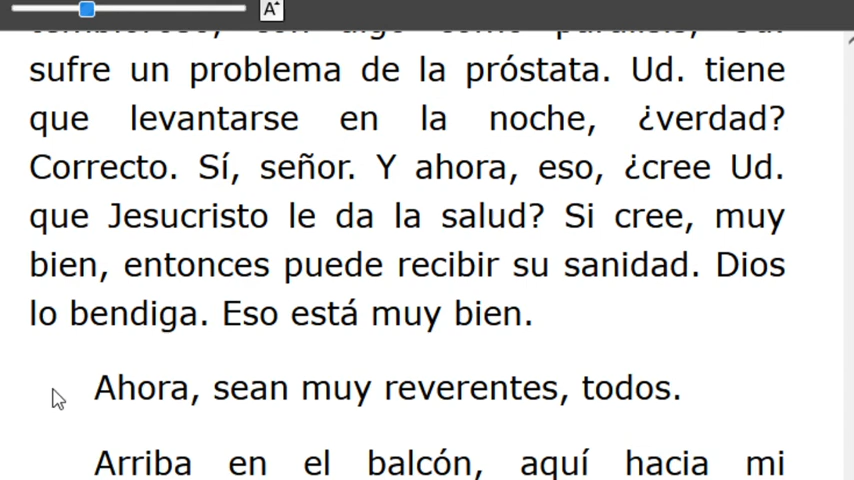 A
sufre un problema de la próstata. Ud. tiene
que levantarse en la noche, ¿verdad?
Correcto. Sí, señor. Y ahora, eso, ¿cree Ud.
que Jesucristo le da la salud? Si cree, muy
bien, entonces puede recibir su sanidad. Dios
lo bendiga. Eso está muy bien.
Ahora, sean muy reverentes, todos.
Arriba en el balcón, aquí hacia mi